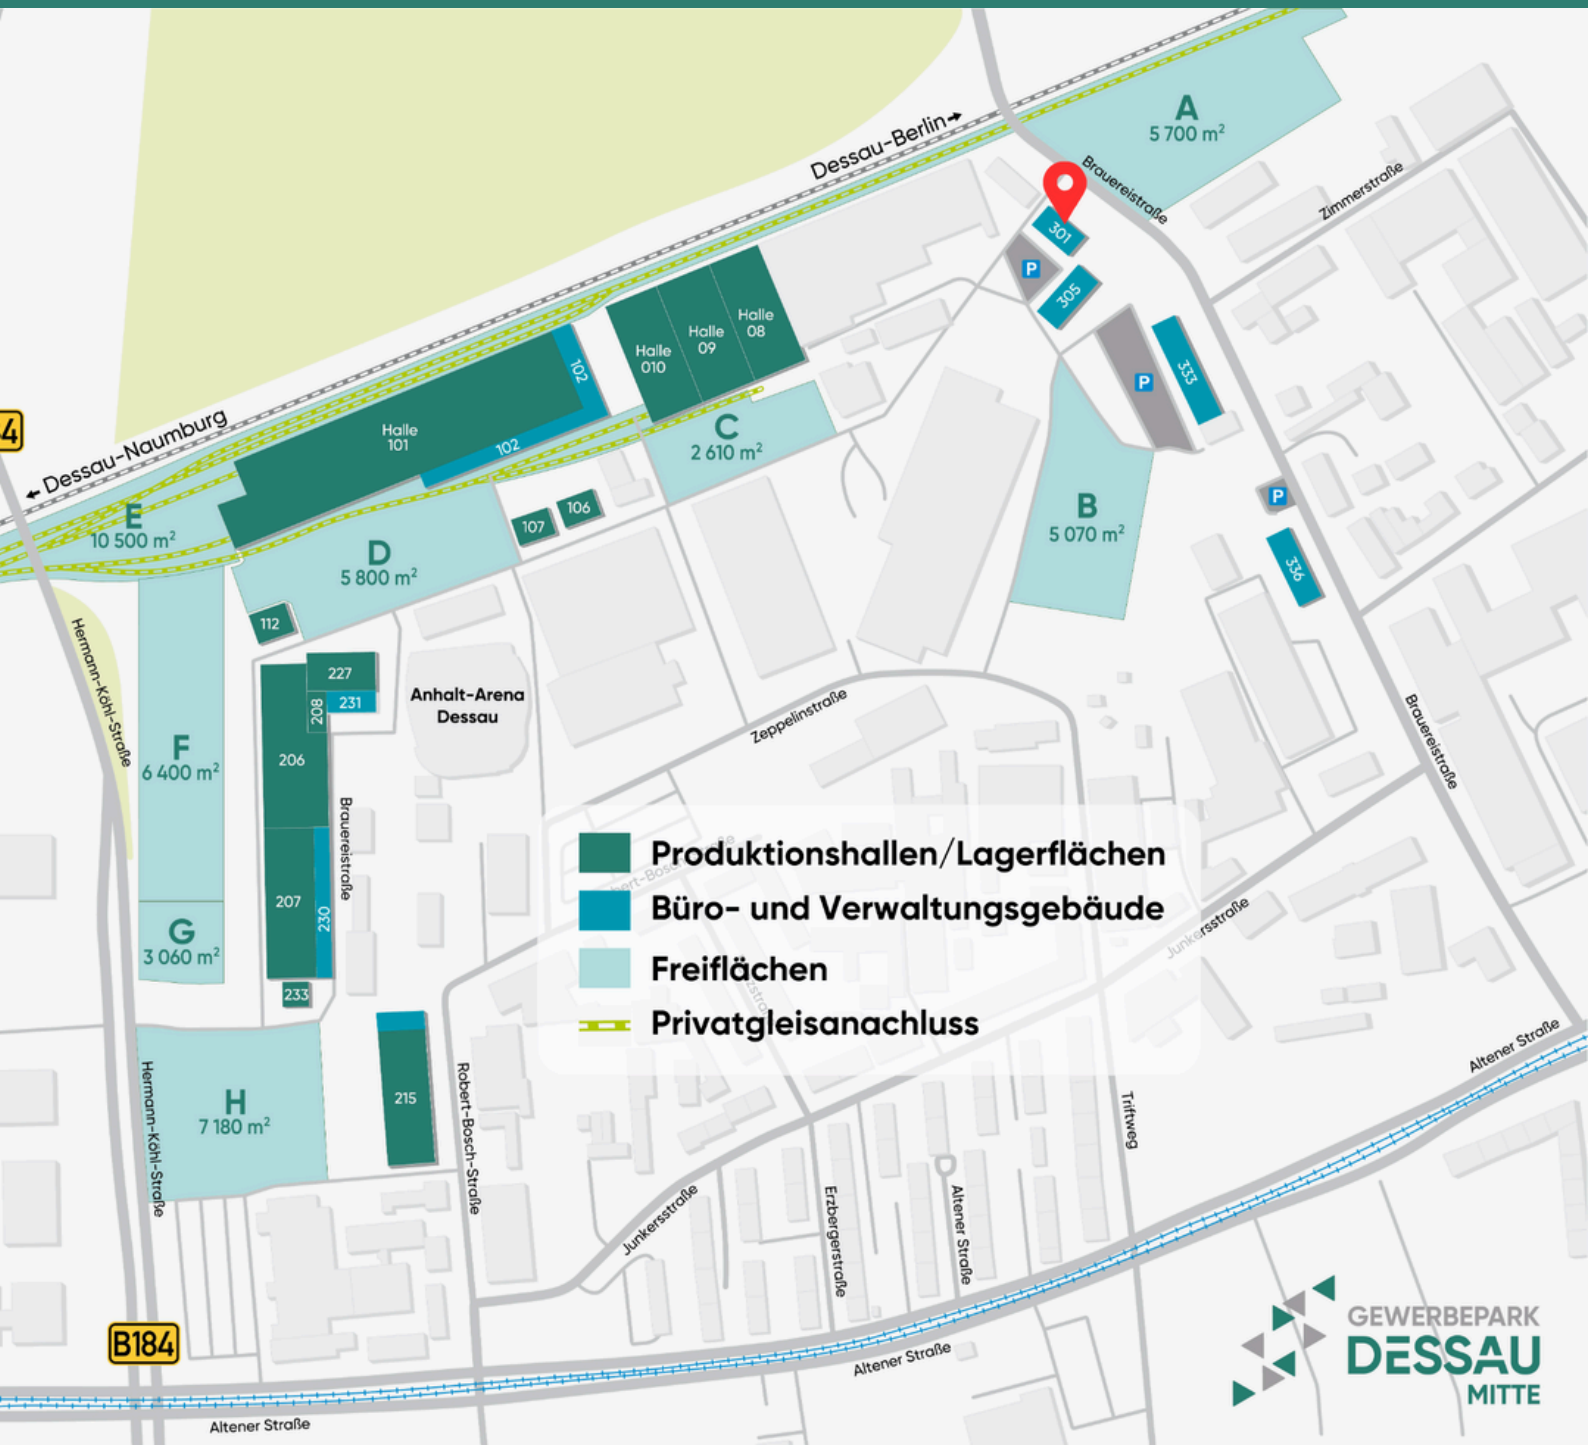 A
5 700 m²
Dessau-Berlin
Brauereistraße
Zimmerstraße
301
P
305
Halle
08
Halle
09
Halle
010
102
333
P
4
Dessau-Naumburg
Halle
101
102
C
2 610 m²
E
10 500 m²
D
5 800 m²
107
106
B
5 070 m²
P
336
112
Hermann-Köhl-Straße
227
208
231
Anhalt-Arena
Dessau
Zeppelinstraße
Brauereistraße
F
6 400 m²
206
Brauereistraße
207
230
G
3 060 m²
233
Produktionshallen/Lagerflächen
Büro- und Verwaltungsgebäude
Freiflächen
Privatgleisanachluss
Junkersstraße
Altener Straße
H
7 180 m²
215
Hermann-Köhl-Straße
Robert-Bosch-Straße
Triftweg
Junkersstraße
Erzbergerstraße
Altener Straße
B184
Altener Straße
Altener Straße
GEWERBEPARK
DESSAU
MITTE